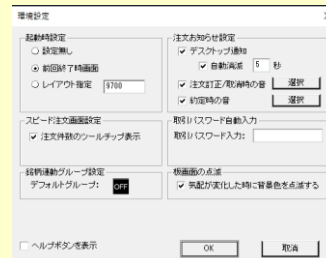 環境設定
起動時設定
設定無し
前回終了時画面
レイアウト指定 9700
スピード注文画面設定
注文件数のツールチップ表示
銘柄連動グループ設定
デフォルトグループ: OFF
ヘルプボタンを表示
注文お知らせ設定
デスクトップ通知
自動消滅 5 秒
注文訂正/取消時の音 選択
約定時の音 選択
取引パスワード自動入力
取引パスワード入力:
板画面の点滅
気配が変化した時に背景色を点滅する
OK 取消